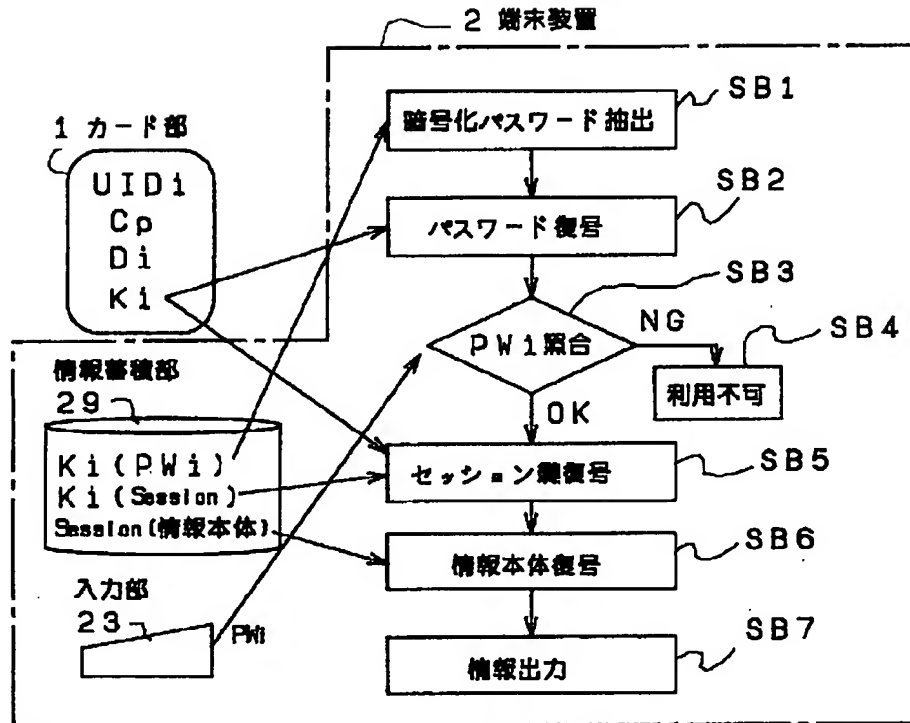 2 端末装置
1 カード部
UIDi
Cp
Di
Ki
暗号化パスワード抽出
SB1
パスワード復号
SB2
PWi照合
SB3
NG
OK
利用不可
SB4
情報蓄積部
29
Ki(PWi)
Ki(Session)
Session(情報本体)
セッション鍵復号
SB5
情報本体復号
SB6
入力部
23
PWi
情報出力
SB7